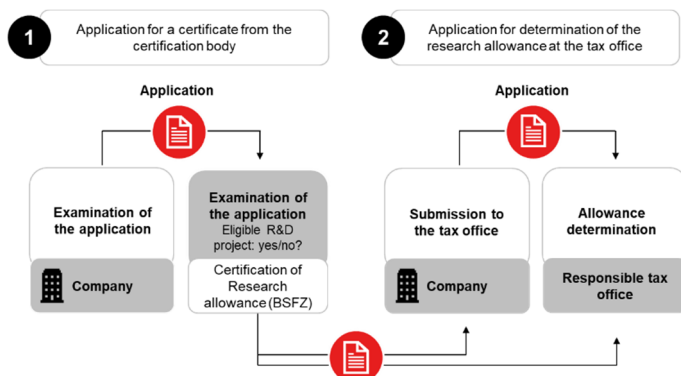 1
Application for a certificate from the
certification body
2
Application for determination of the
research allowance at the tax office
Application
Application
Examination of
the application
Company
Examination of
the application
Eligible R&D
project: yes/no?
Certification of
Research
allowance (BSFZ)
Submission to
the tax office
Company
Allowance
determination
Responsible tax
office